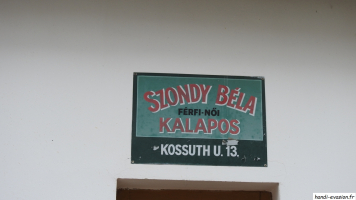 SZONDY BÉLA
FÉRFI-NŐI
KALAPOS
KOSSUTH U. 13.
handi-evasion.fr